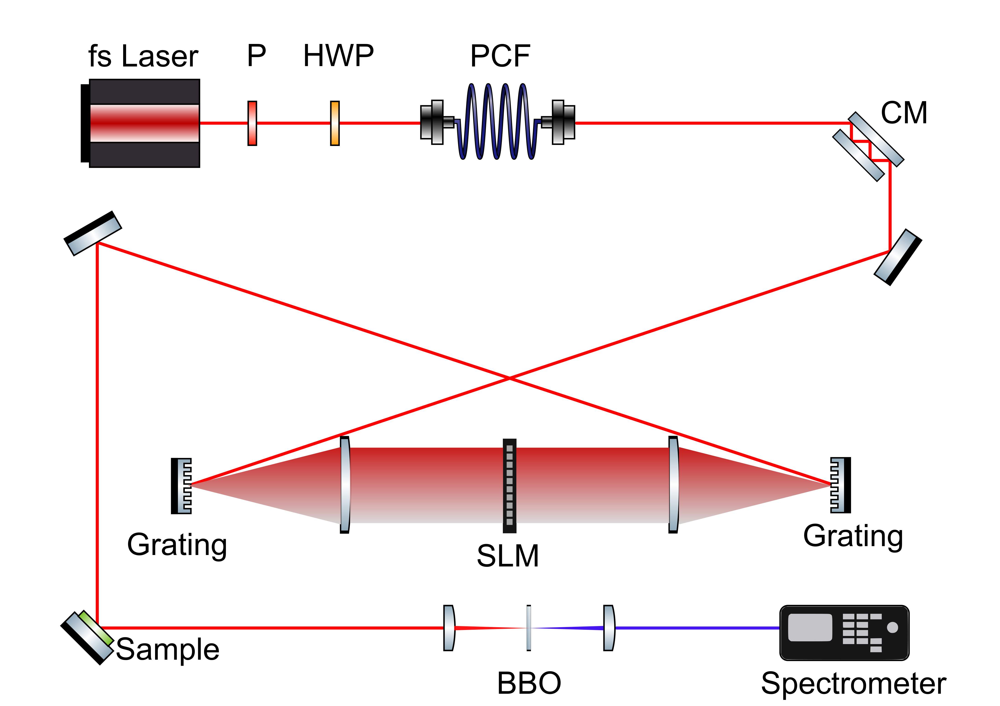 fs Laser
P
HWP
PCF
CM
Grating
SLM
Grating
Sample
BBO
Spectrometer